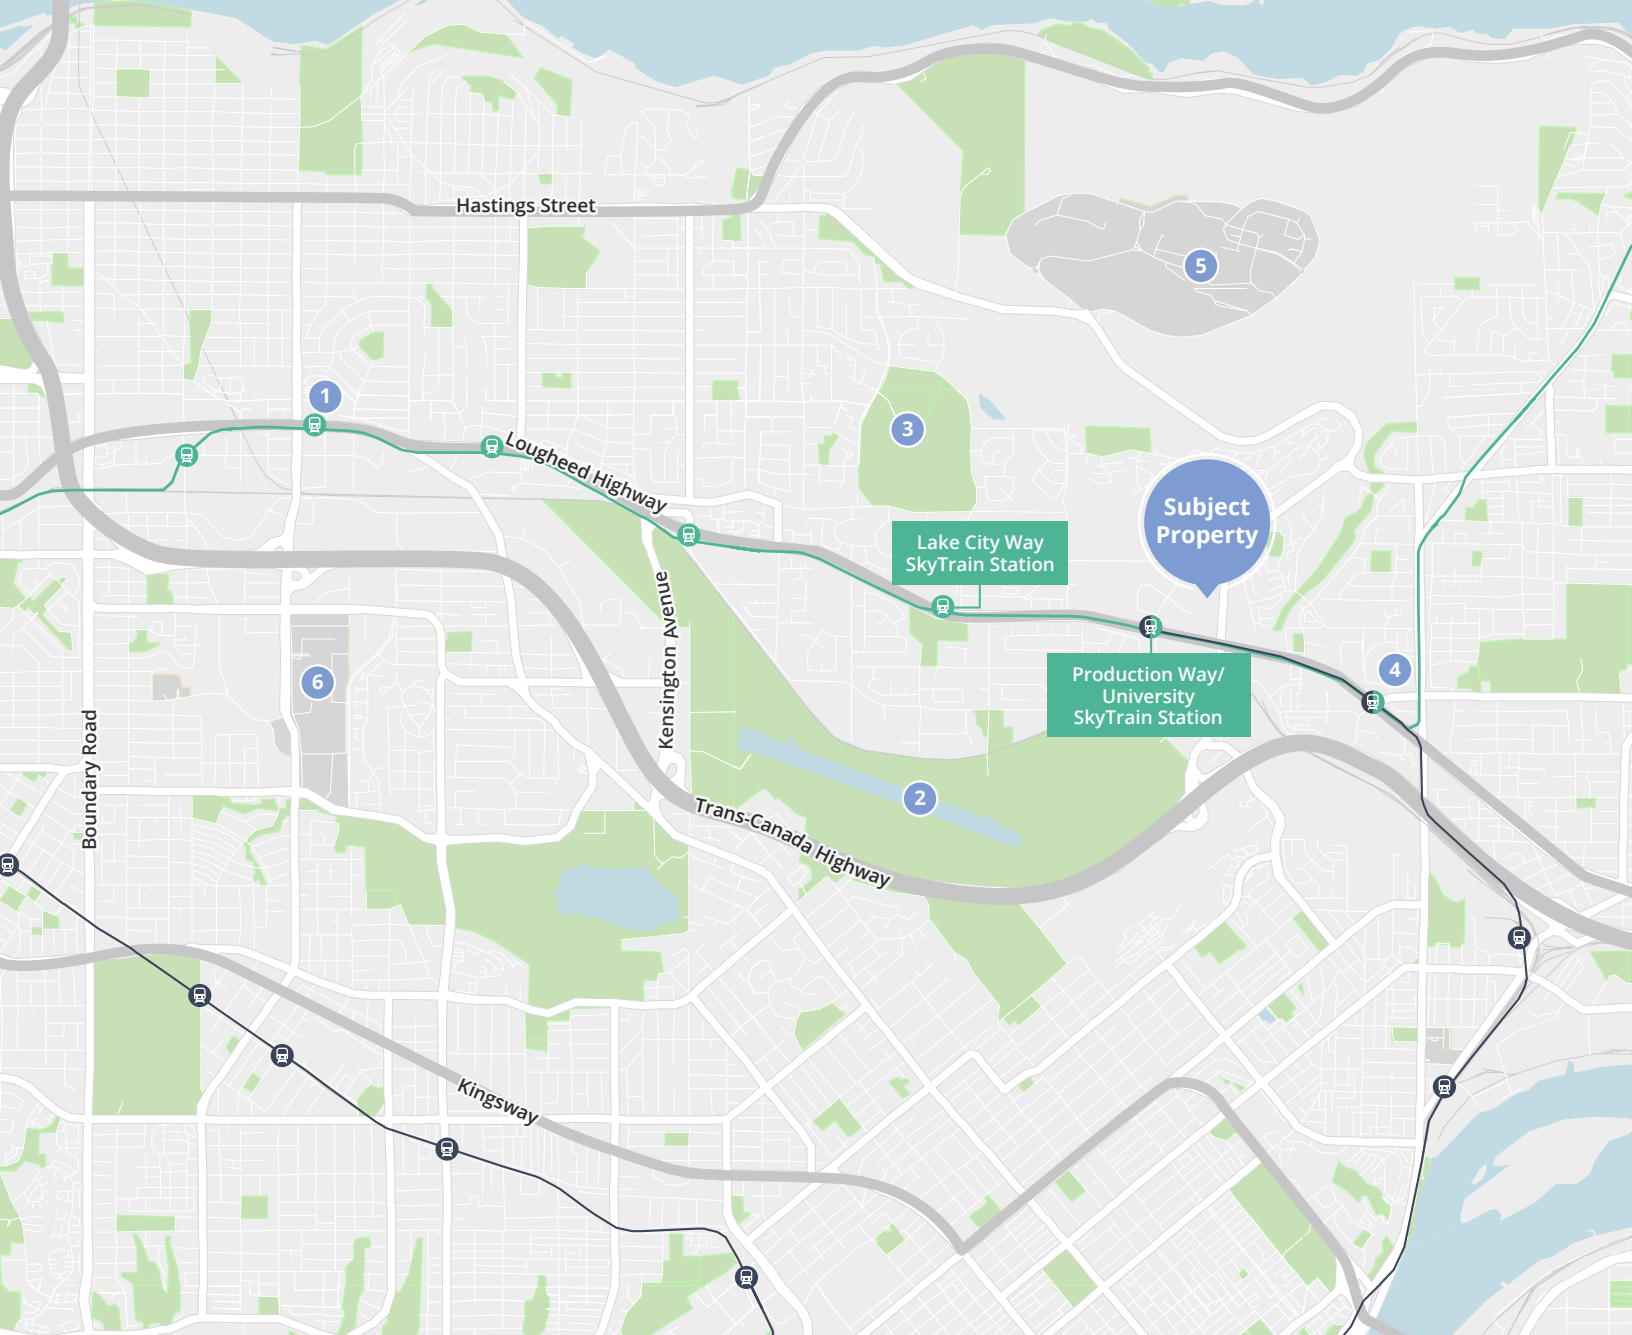 Hastings Street
5
1
Lougheed Highway
3
Subject
Property
Lake City Way
SkyTrain Station
Kensington Avenue
Production Way/
University
SkyTrain Station
4
6
Boundary Road
2
Trans-Canada Highway
Kingsway